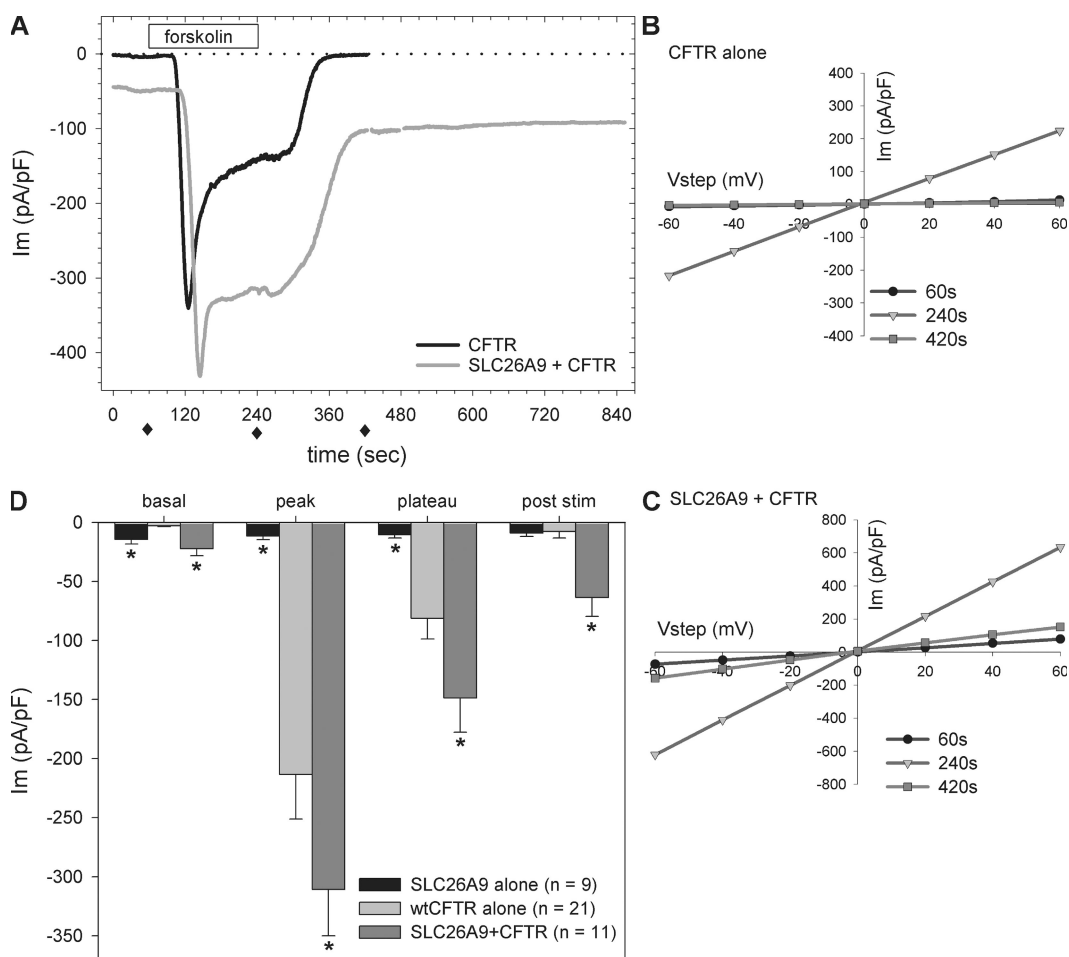 A
forskolin
0
-100
-200
-300
-400
Im (pA/pF)
CFTR
SLC26A9 + CFTR
0 120 240 360 480 600 720 840
time (sec)
B
CFTR alone
Im (pA/pF)
400
300
200
100
0
-100
-200
-300
-400
Vstep (mV)
-60 -40 -20 0 20 40 60
60s
240s
420s
D
basal peak plateau post stim
0
-50
-100
-150
-200
-250
-300
-350
Im (pA/pF)
* * * * * * *
SLC26A9 alone (n = 9)
wtCFTR alone (n = 21)
SLC26A9+CFTR (n = 11)
C
SLC26A9 + CFTR
Im (pA/pF)
800
600
400
200
0
-200
-400
-600
-800
Vstep (mV)
-60 -40 -20 0 20 40 60
60s
240s
420s